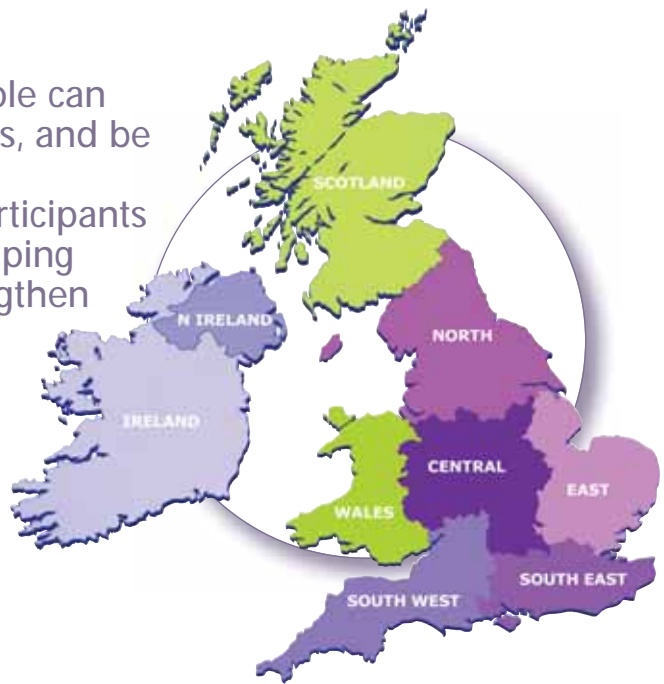 ple can
s, and be
rticipants
ping
gthen
SCOTLAND
N IRELAND
NORTH
IRELAND
CENTRAL
EAST
WALES
SOUTH EAST
SOUTH WEST